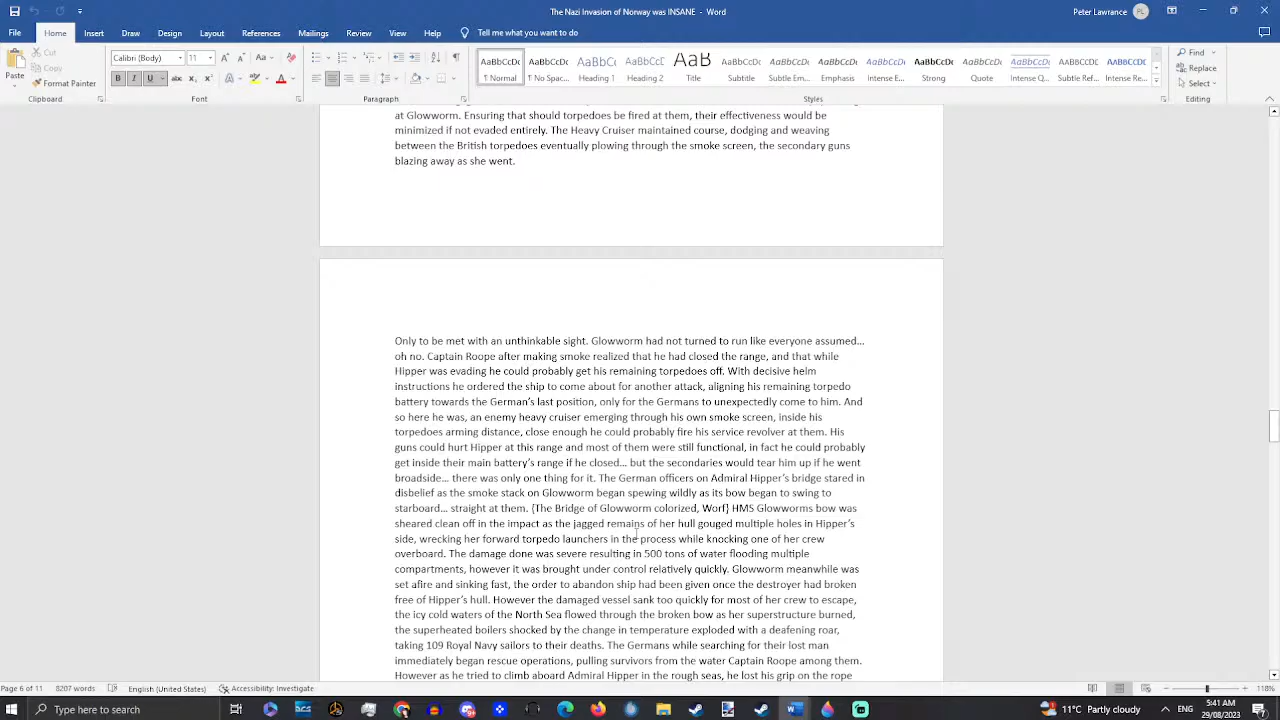 The Nazi Invasion of Norway was INSANE - Word
Peter Lawrance
PL
File Home Insert Draw Design Layout References Mailings Review View Help Tell me what you want to do
Paste
Cut
Copy
Format Painter
Clipboard
Calibri (Body) 11
Font
Paragraph
AaBbCcDc AaBbCcDc AaBbCc AaBbCcD AaB AaBbCcD AaBbCcDc AaBbCcDc AaBbCcDc AaBbCcDc AaBbCcDc AaBbCcDc AaBbCcDc AaBbCcDc
¶ Normal ¶ No Spac... Heading 1 Heading 2 Title Subtitle Subtle Em... Emphasis Intense E... Strong Quote Intense Q... Subtle Ref... Intense Re...
Styles
Find
Replace
Select
Editing
at Glowworm. Ensuring that should torpedoes be fired at them, their effectiveness would be
minimized if not evaded entirely. The Heavy Cruiser maintained course, dodging and weaving
between the British torpedoes eventually plowing through the smoke screen, the secondary guns
blazing away as she went.
Only to be met with an unthinkable sight. Glowworm had not turned to run like everyone assumed…
oh no. Captain Roope after making smoke realized that he had closed the range, and that while
Hipper was evading he could probably get his remaining torpedoes off. With decisive helm
instructions he ordered the ship to come about for another attack, aligning his remaining torpedo
battery towards the German's last position, only for the Germans to unexpectedly come to him. And
so here he was, an enemy heavy cruiser emerging through his own smoke screen, inside his
torpedoes arming distance, close enough he could probably fire his service revolver at them. His
guns could hurt Hipper at this range and most of them were still functional, in fact he could probably
get inside their main battery's range if he closed… but the secondaries would tear him up if he went
broadside… there was only one thing for it. The German officers on Admiral Hipper's bridge stared in
disbelief as the smoke stack on Glowworm began spewing wildly as its bow began to swing to
starboard… straight at them. {The Bridge of Glowworm colorized, Worf} HMS Glowworms bow was
sheared clean off in the impact as the jagged remains of her hull gouged multiple holes in Hipper's
side, wrecking her forward torpedo launchers in the process while knocking one of her crew
overboard. The damage done was severe resulting in 500 tons of water flooding multiple
compartments, however it was brought under control relatively quickly. Glowworm meanwhile was
set afire and sinking fast, the order to abandon ship had been given once the destroyer had broken
free of Hipper's hull. However the damaged vessel sank too quickly for most of her crew to escape,
the icy cold waters of the North Sea flowed through the broken bow as her superstructure burned,
the superheated boilers shocked by the change in temperature exploded with a deafening roar,
taking 109 Royal Navy sailors to their deaths. The Germans while searching for their lost man
immediately began rescue operations, pulling survivors from the water Captain Roope among them.
However as he tried to climb aboard Admiral Hipper in the rough seas, he lost his grip on the rope
Page 6 of 11 8207 words English (United States) Accessibility: Investigate 118%
Type here to search
11°C Partly cloudy ENG 5:41 AM
29/08/2023